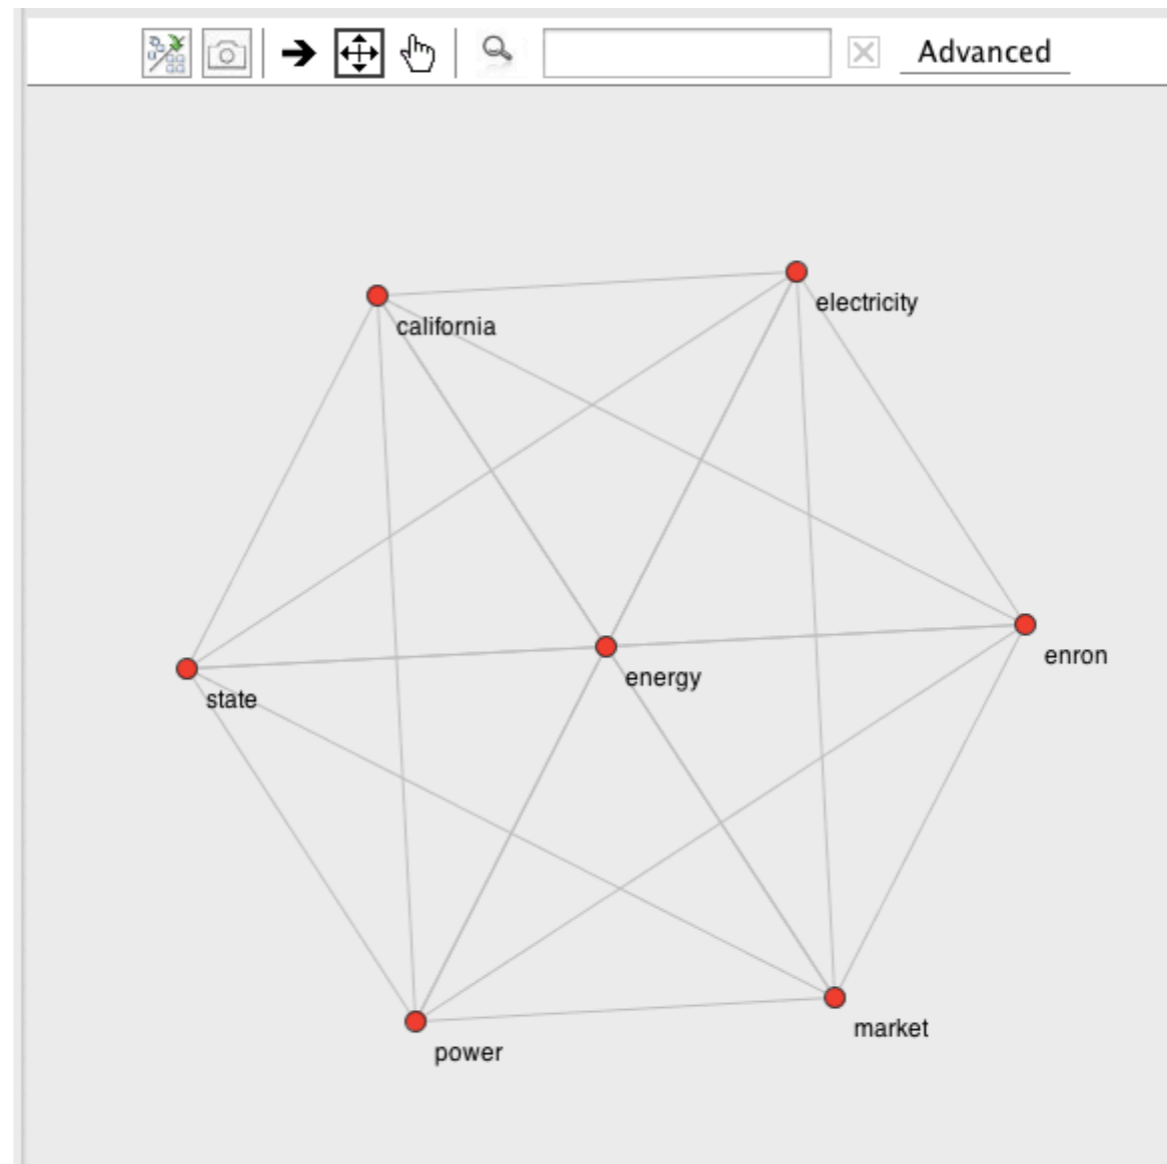 Advanced
electricity
california
enron
energy
state
market
power